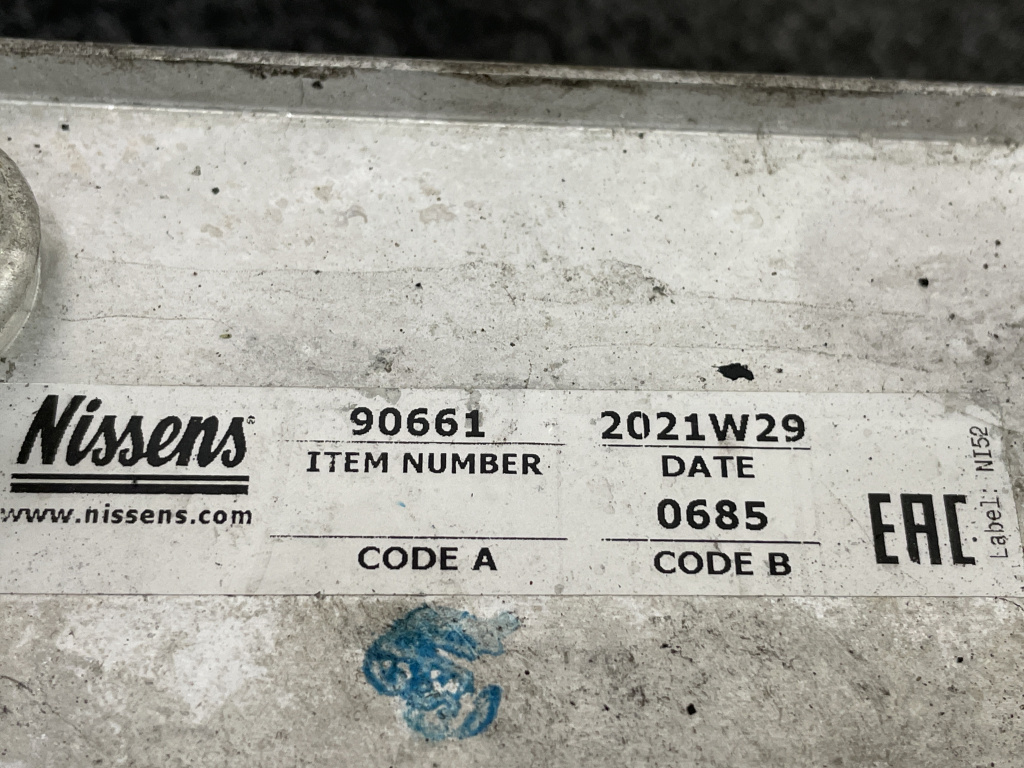 Nissens®
www.nissens.com
90661
ITEM NUMBER
CODE A
2021W29
DATE
0685
CODE B
EAC
Label: NI52